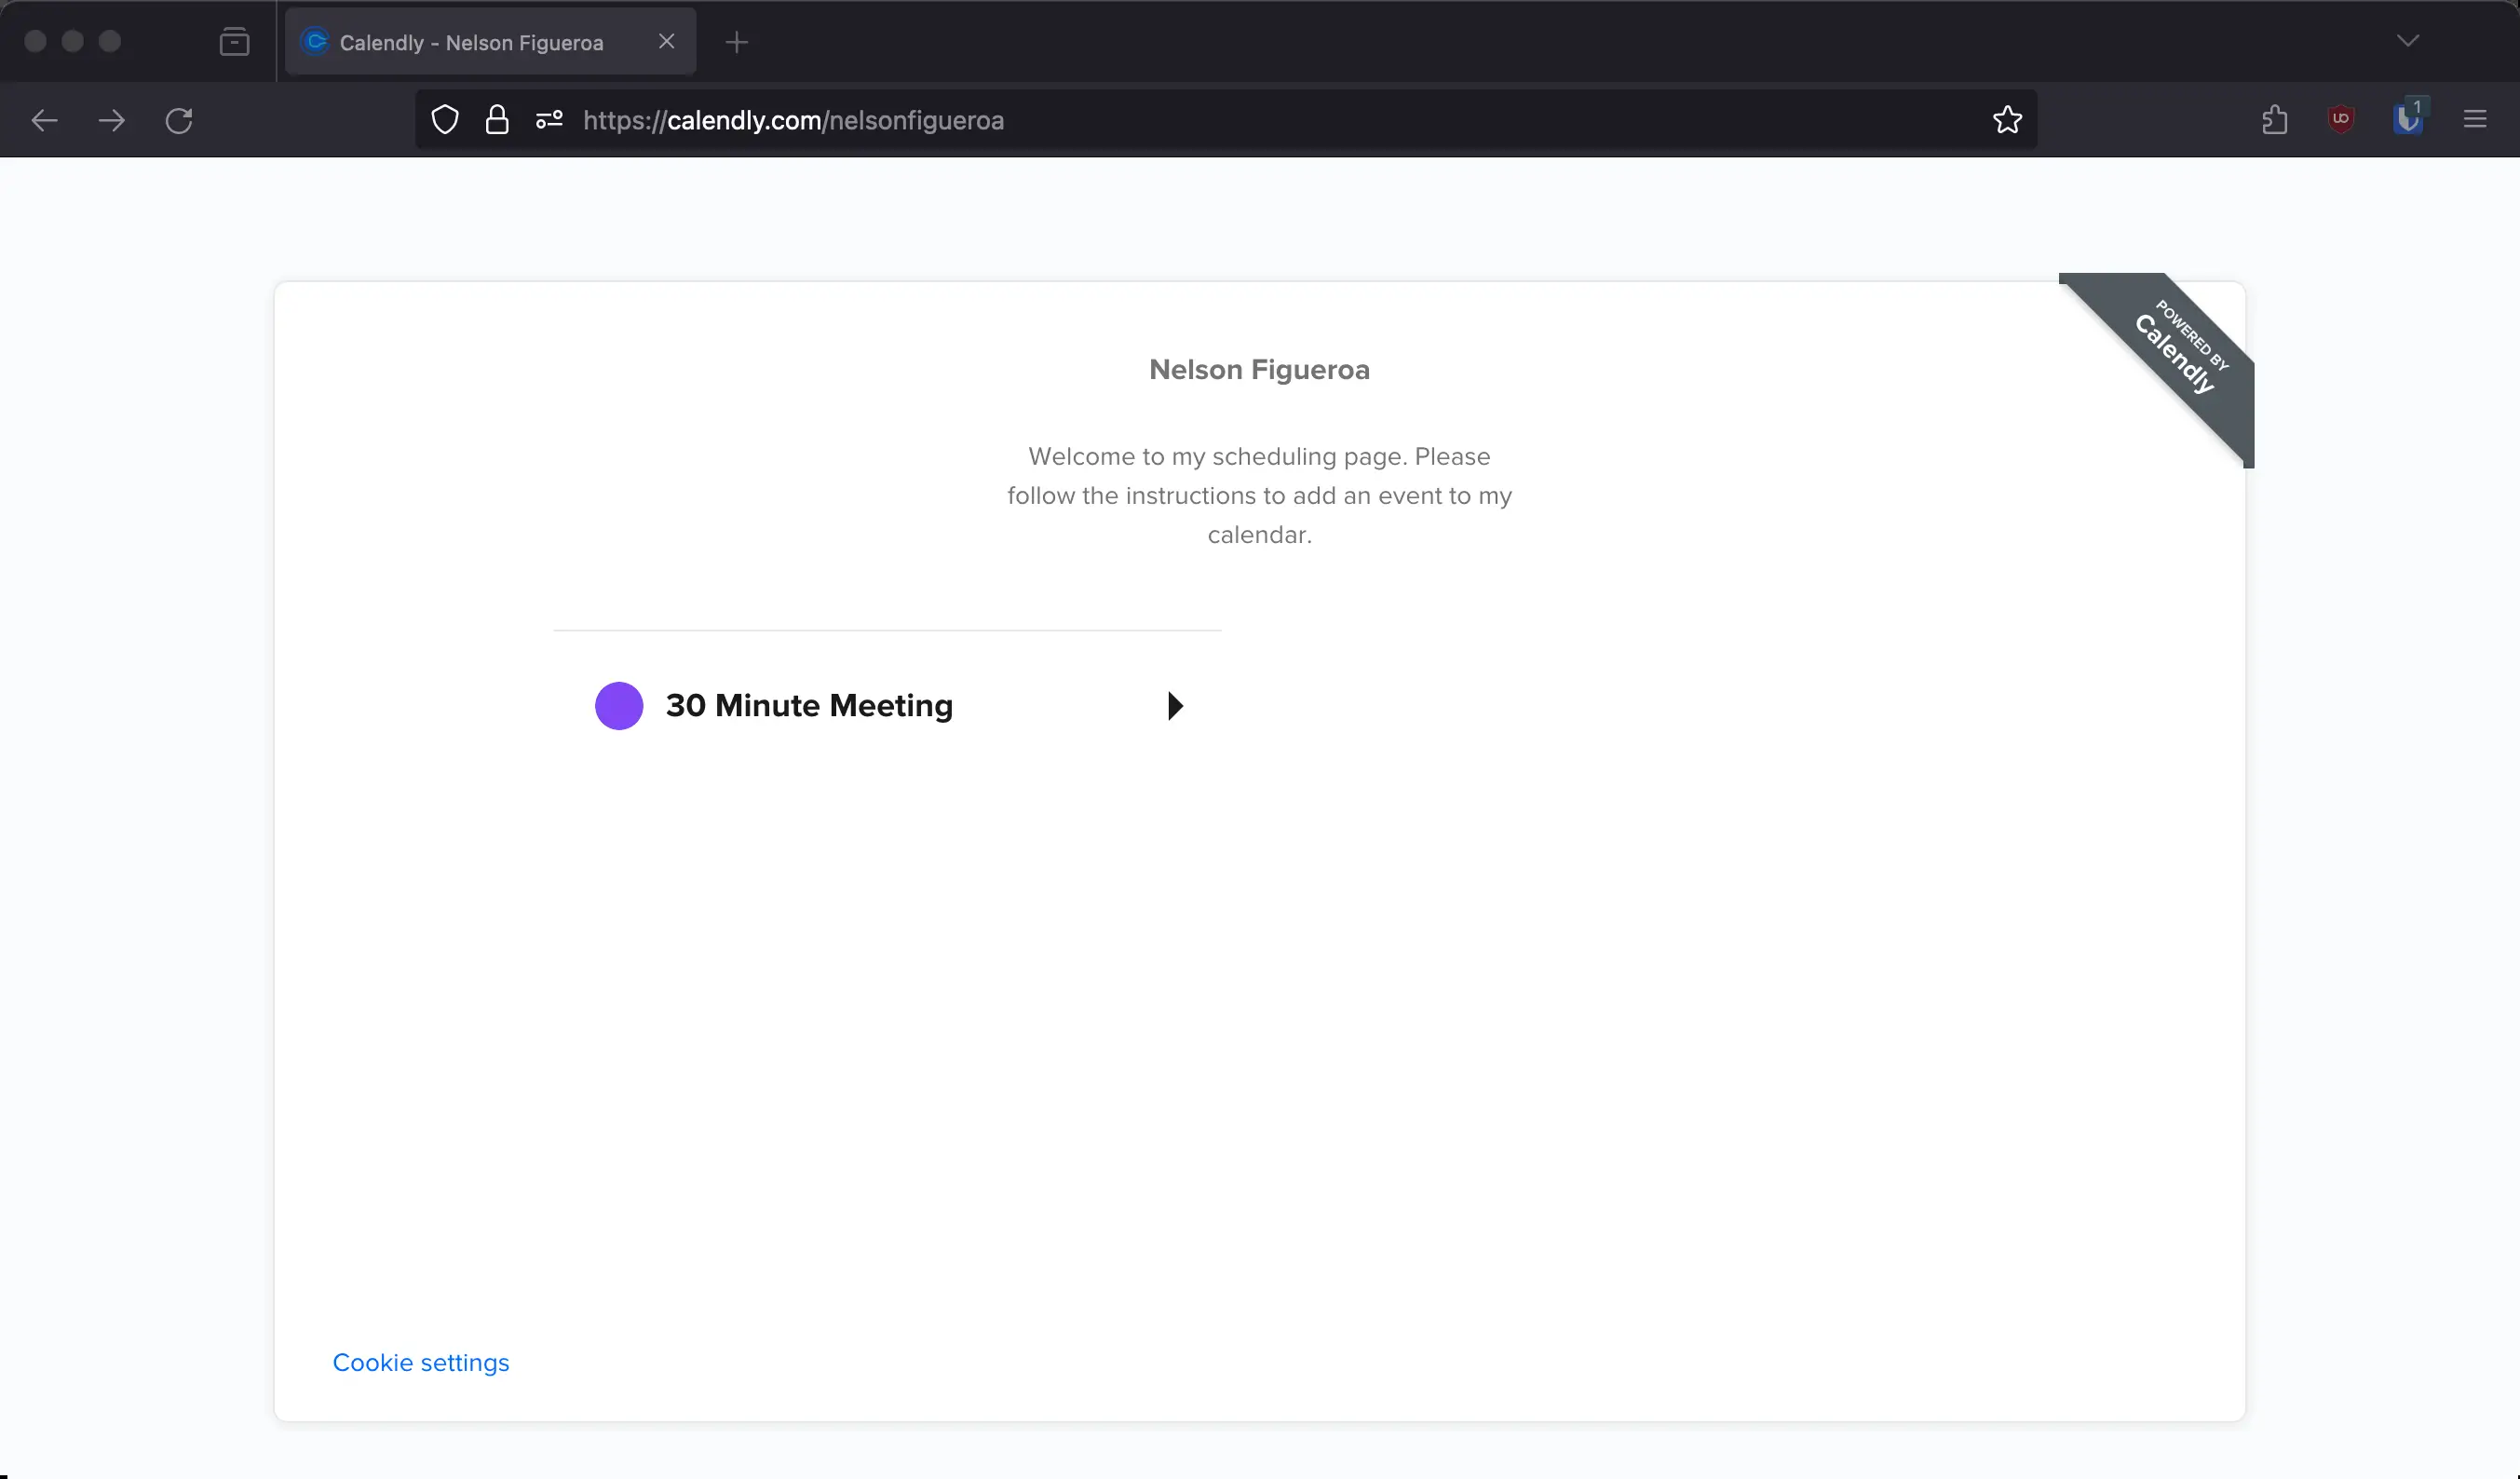 Calendly - Nelson Figueroa
https://calendly.com/nelsonfigueroa
1
POWERED BY
Calendly
Nelson Figueroa
Welcome to my scheduling page. Please
follow the instructions to add an event to my
calendar.
30 Minute Meeting
Cookie settings